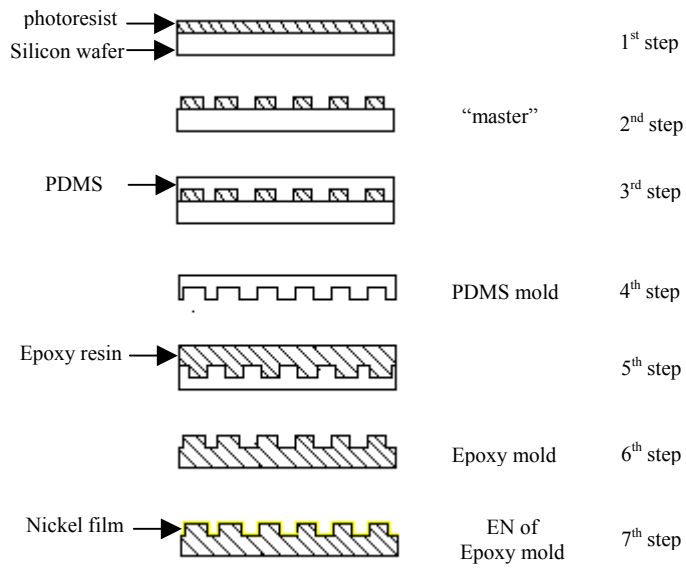 photoresist
Silicon wafer
1st step
“master”
2nd step
PDMS
3rd step
PDMS mold
4th step
Epoxy resin
5th step
Epoxy mold
6th step
Nickel film
EN of
Epoxy mold
7th step